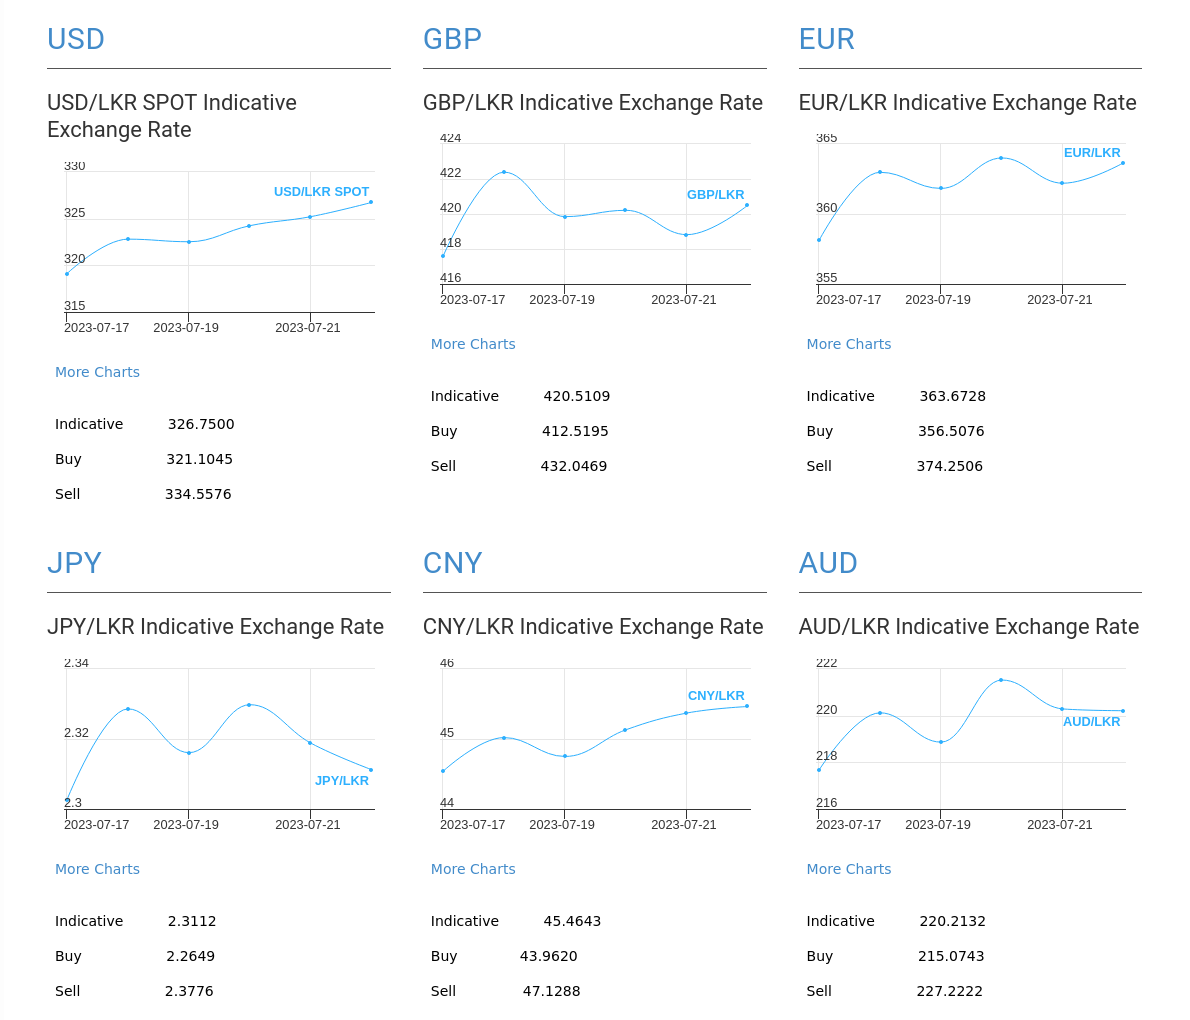 USD
USD/LKR SPOT Indicative
Exchange Rate
330
325
320
315
USD/LKR SPOT
2023-07-17 2023-07-19 2023-07-21
More Charts
Indicative 326.7500
Buy 321.1045
Sell 334.5576
GBP
GBP/LKR Indicative Exchange Rate
424
422
420
418
416
GBP/LKR
2023-07-17 2023-07-19 2023-07-21
More Charts
Indicative 420.5109
Buy 412.5195
Sell 432.0469
EUR
EUR/LKR Indicative Exchange Rate
365
360
355
EUR/LKR
2023-07-17 2023-07-19 2023-07-21
More Charts
Indicative 363.6728
Buy 356.5076
Sell 374.2506
JPY
JPY/LKR Indicative Exchange Rate
2.34
2.32
2.3
JPY/LKR
2023-07-17 2023-07-19 2023-07-21
More Charts
Indicative 2.3112
Buy 2.2649
Sell 2.3776
CNY
CNY/LKR Indicative Exchange Rate
46
45
44
CNY/LKR
2023-07-17 2023-07-19 2023-07-21
More Charts
Indicative 45.4643
Buy 43.9620
Sell 47.1288
AUD
AUD/LKR Indicative Exchange Rate
222
220
218
216
AUD/LKR
2023-07-17 2023-07-19 2023-07-21
More Charts
Indicative 220.2132
Buy 215.0743
Sell 227.2222